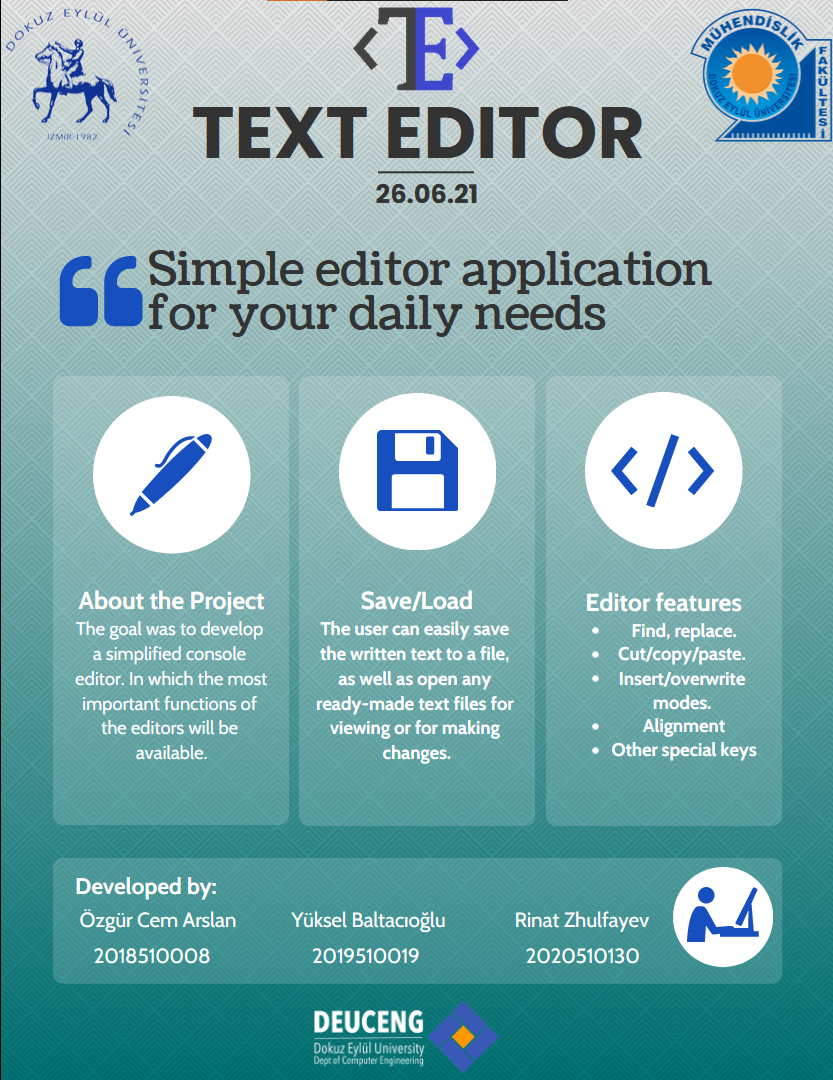 DOKUZ EYLÜL ÜNİVERSİTESİ
İZMİR-1982
TE
MÜHENDİSLİK
FAKÜLTESİ
DOKUZ EYLÜL ÜNİVERSİTESİ
TEXT EDITOR
26.06.21
Simple editor application
for your daily needs
About the Project
The goal was to develop
a simplified console
editor. In which the most
important functions of
the editors will be
available.
Save/Load
The user can easily save
the written text to a file,
as well as open any
ready-made text files for
viewing or for making
changes.
Editor features
• Find, replace.
• Cut/copy/paste.
• Insert/overwrite
modes.
• Alignment
• Other special keys
Developed by:
Özgür Cem Arslan
2018510008
Yüksel Baltacıoğlu
2019510019
Rinat Zhulfayev
2020510130
DEUCENG
Dokuz Eylül University
Dept of Computer Engineering